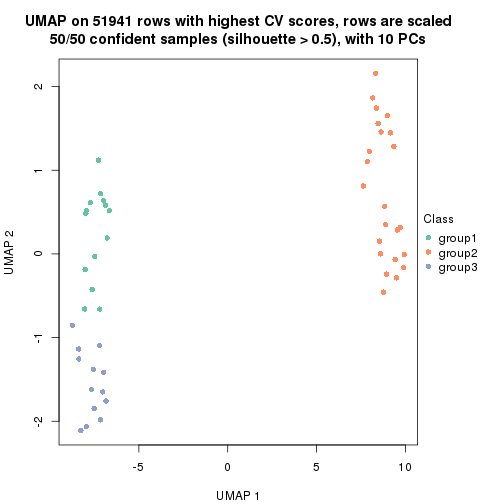 UMAP on 51941 rows with highest CV scores, rows are scaled
50/50 confident samples (silhouette > 0.5), with 10 PCs
2
1
0
-1
-2
UMAP 2
-5
0
5
10
UMAP 1
Class
group1
group2
group3